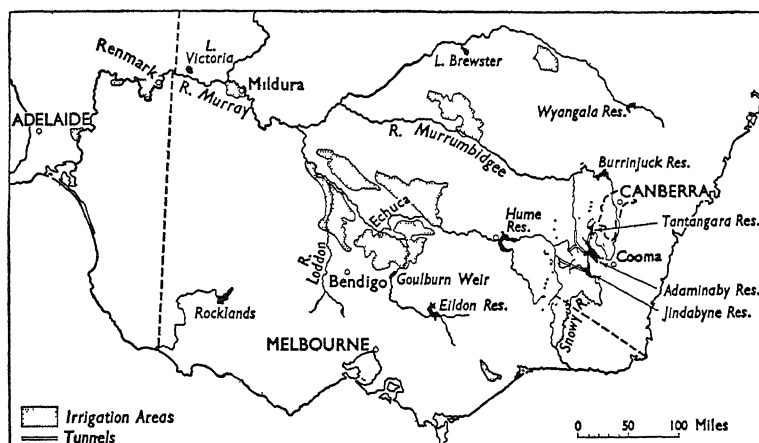 L.
Victoria
Renmark
Mildura
R. Murray
ADELAIDE
L. Brewster
Wyangala Res.
R. Murrumbidgee
Burrinjuck Res.
CANBERRA
Tantangara Res.
Echuca
Hume
Res.
Cooma
R.
Loddon
Bendigo
Goulburn Weir
Adaminaby Res.
Jindabyne Res.
Eildon Res.
Rocklands
Snowy R.
MELBOURNE
Irrigation Areas
Tunnels
0 100 Miles